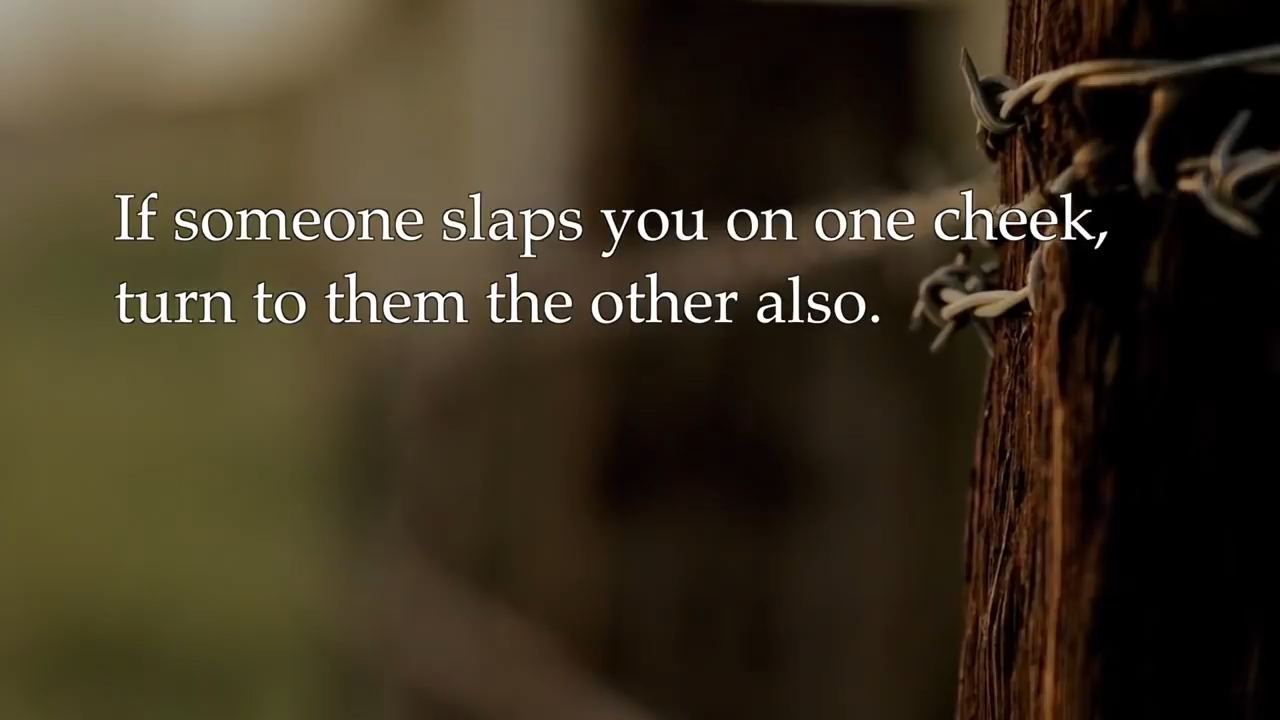 If someone slaps you on one cheek,
turn to them the other also.